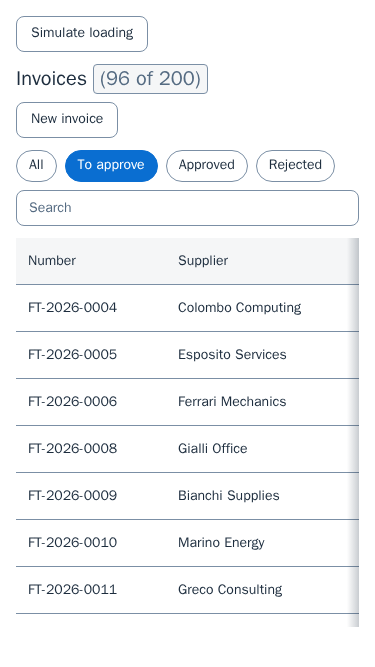 Simulate loading
Invoices (96 of 200)
New invoice
All To approve Approved Rejected
Search
Number Supplier
FT-2026-0004 Colombo Computing
FT-2026-0005 Esposito Services
FT-2026-0006 Ferrari Mechanics
FT-2026-0008 Gialli Office
FT-2026-0009 Bianchi Supplies
FT-2026-0010 Marino Energy
FT-2026-0011 Greco Consulting